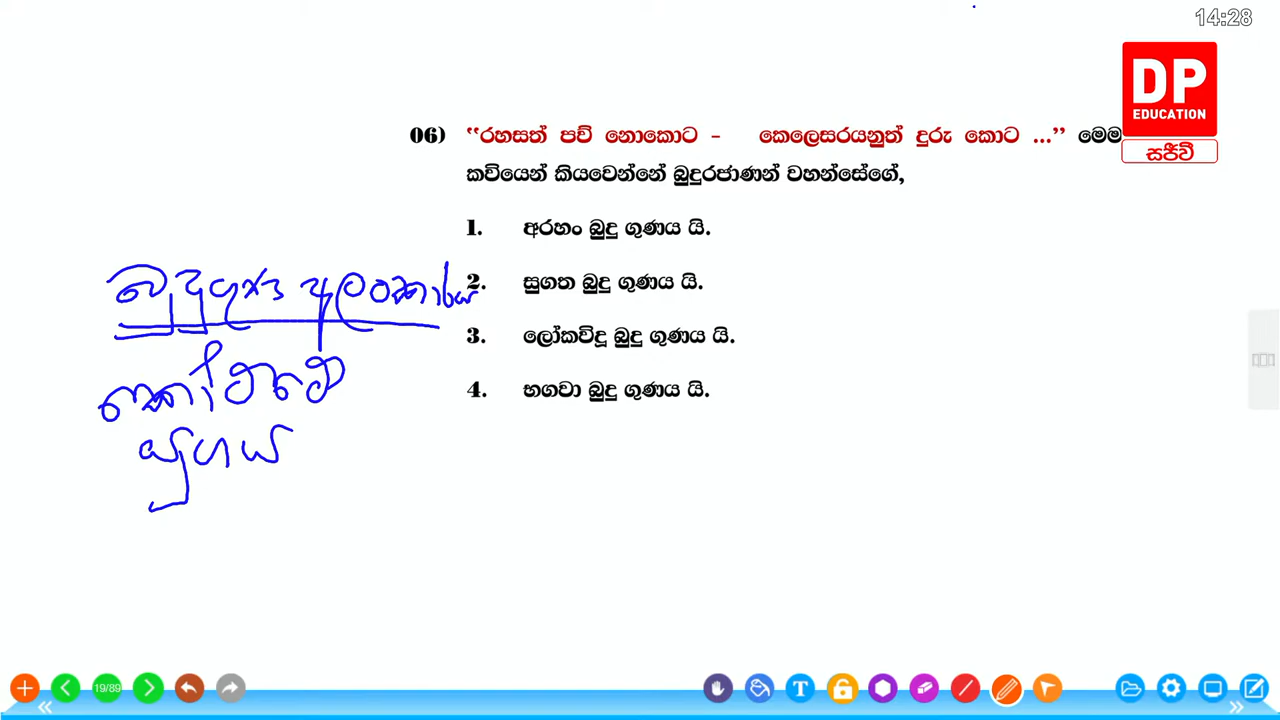 14:28
DP
EDUCATION
සජීවී
06) “රහසත් පව් නොකොට - කෙලෙසරයනුත් දුරු කොට ...” මෙම
කවියෙන් කියවෙන්නේ බුදුරජාණන් වහන්සේගේ,
1. අරහං බුදු ගුණය යි.
2. සුගත බුදු ගුණය යි.
3. ලෝකවිදූ බුදු ගුණය යි.
4. භගවා බුදු ගුණය යි.
බුදුගුණ අලංකාරය
කෝට්ටේ
යුගය
19/89